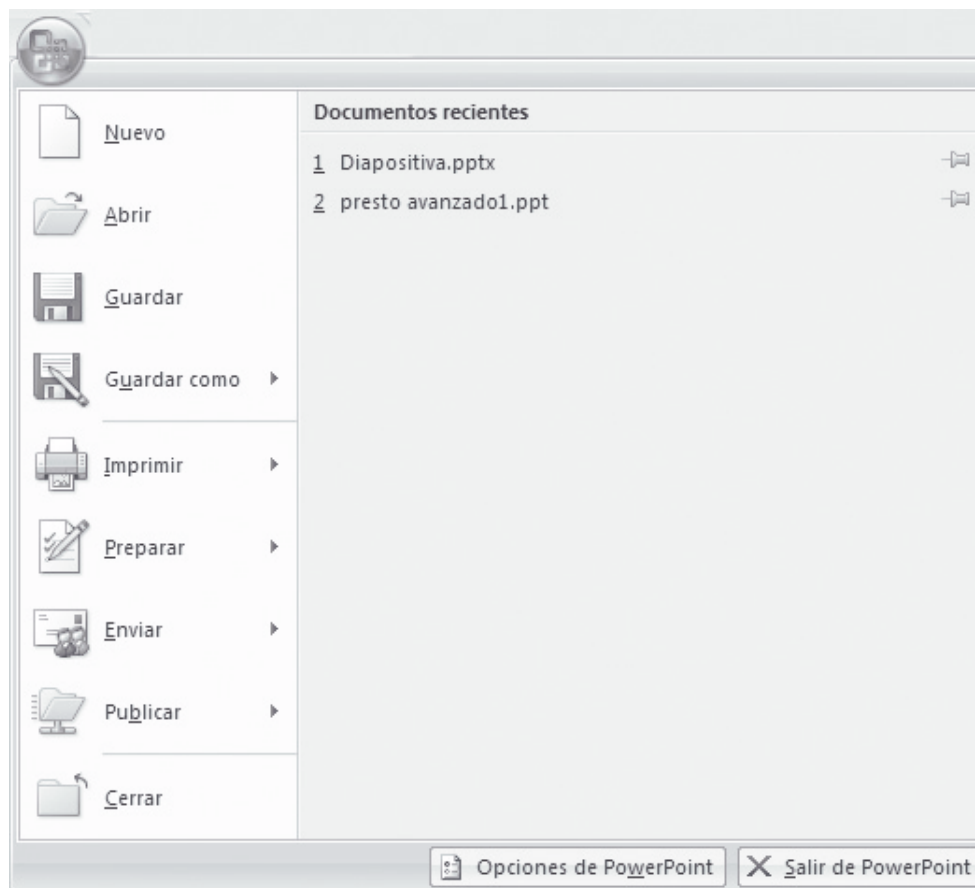 Nuevo
Abrir
Guardar
Guardar como
Imprimir
Preparar
Enviar
Publicar
Cerrar
Documentos recientes
1 Diapositiva.pptx
2 presto avanzado1.ppt
Opciones de PowerPoint
Salir de PowerPoint